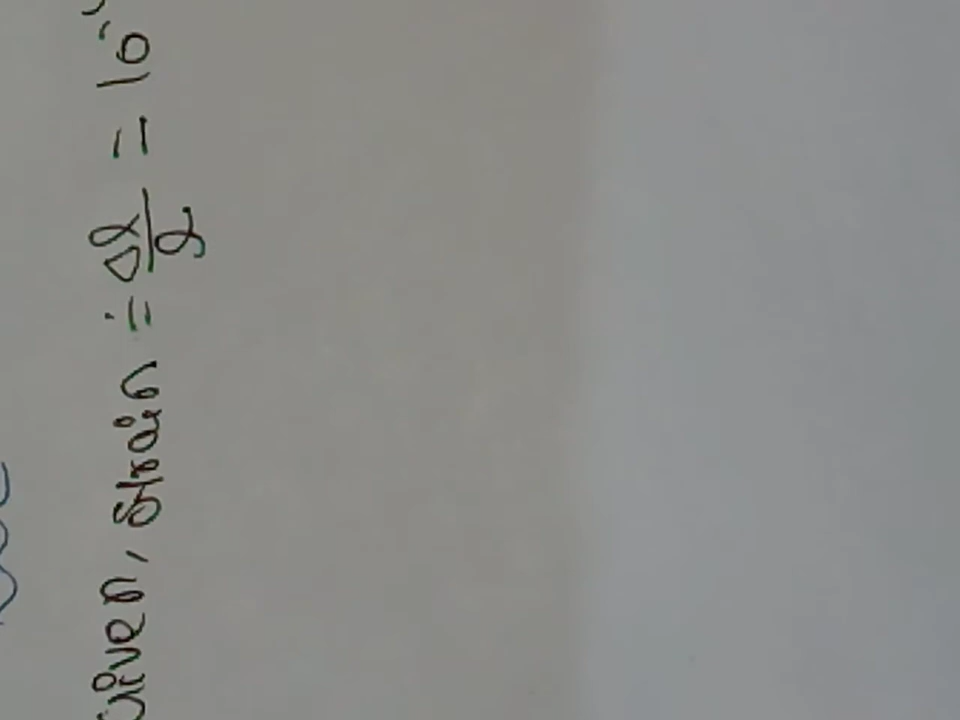 Given, strain = Δl/l = 10